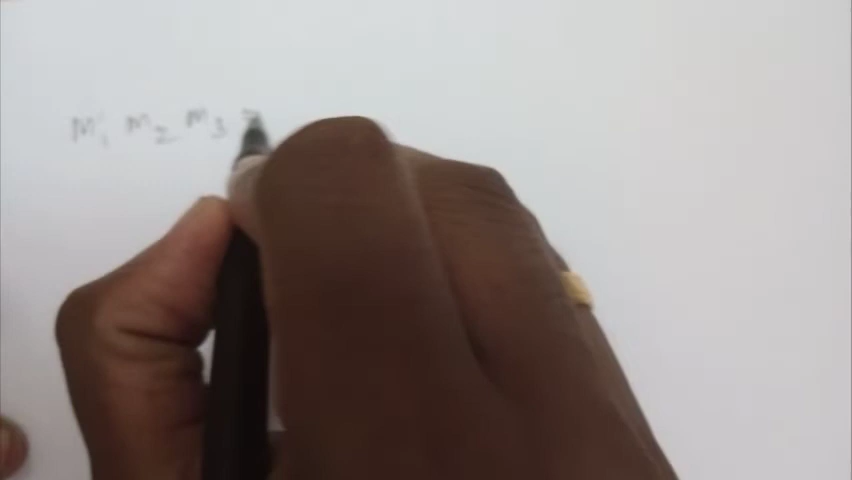 m₁ m₂ m₃ =